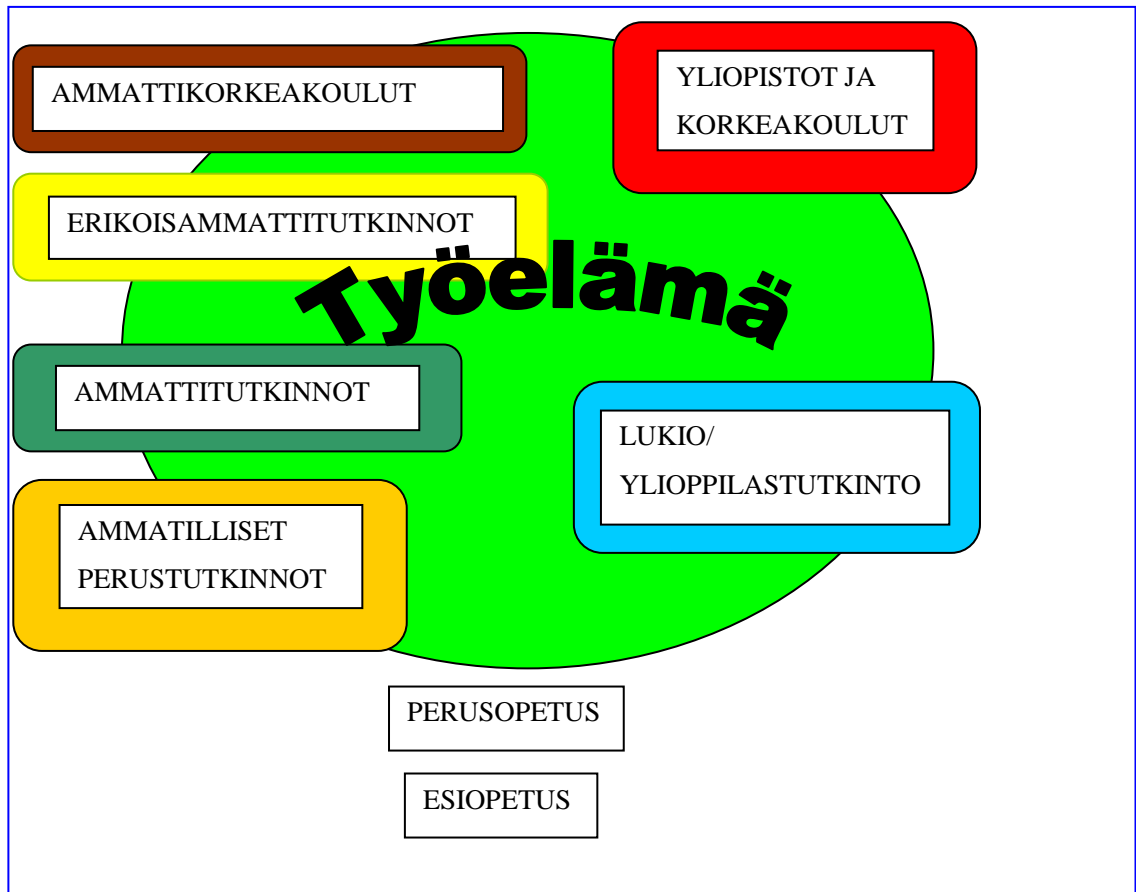 AMMATTIKORKEAKOULUT
YLIOPISTOT JA
KORKEAKOULUT
ERIKOISAMMATTITUTKINNOT
Työelämä
AMMATTITUTKINNOT
LUKIO/
YLIOPPILASTUTKINTO
AMMATILLISET
PERUSTUTKINNOT
PERUSOPETUS
ESIOPETUS